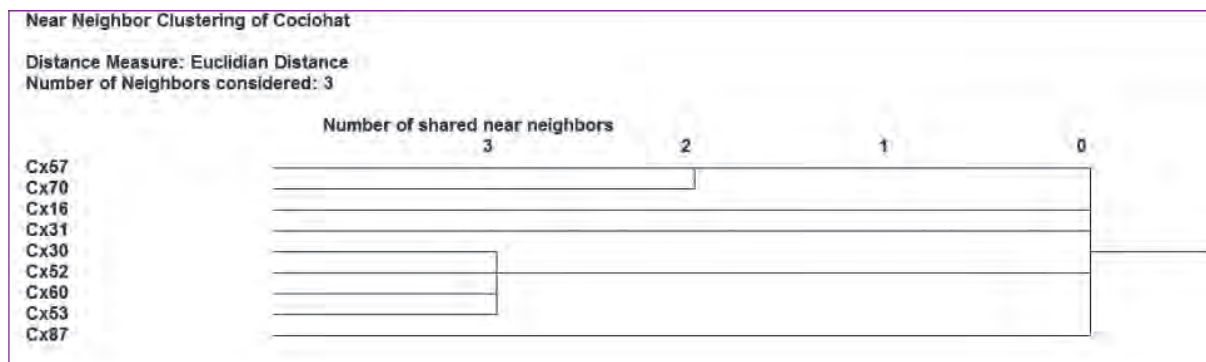 Near Neighbor Clustering of Cociohat
Distance Measure: Euclidian Distance
Number of Neighbors considered: 3
Number of shared near neighbors
3 2 1 0
Cx67
Cx70
Cx16
Cx31
Cx30
Cx52
Cx60
Cx53
Cx87